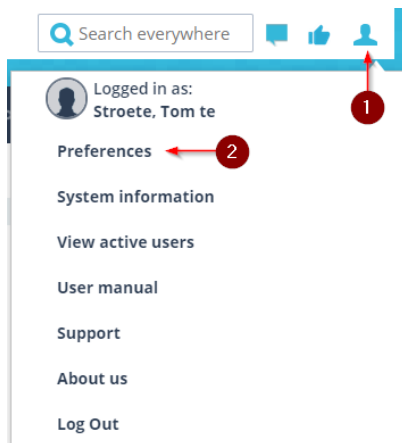 Search everywhere
1
Logged in as:
Stroete, Tom te
Preferences
2
System information
View active users
User manual
Support
About us
Log Out